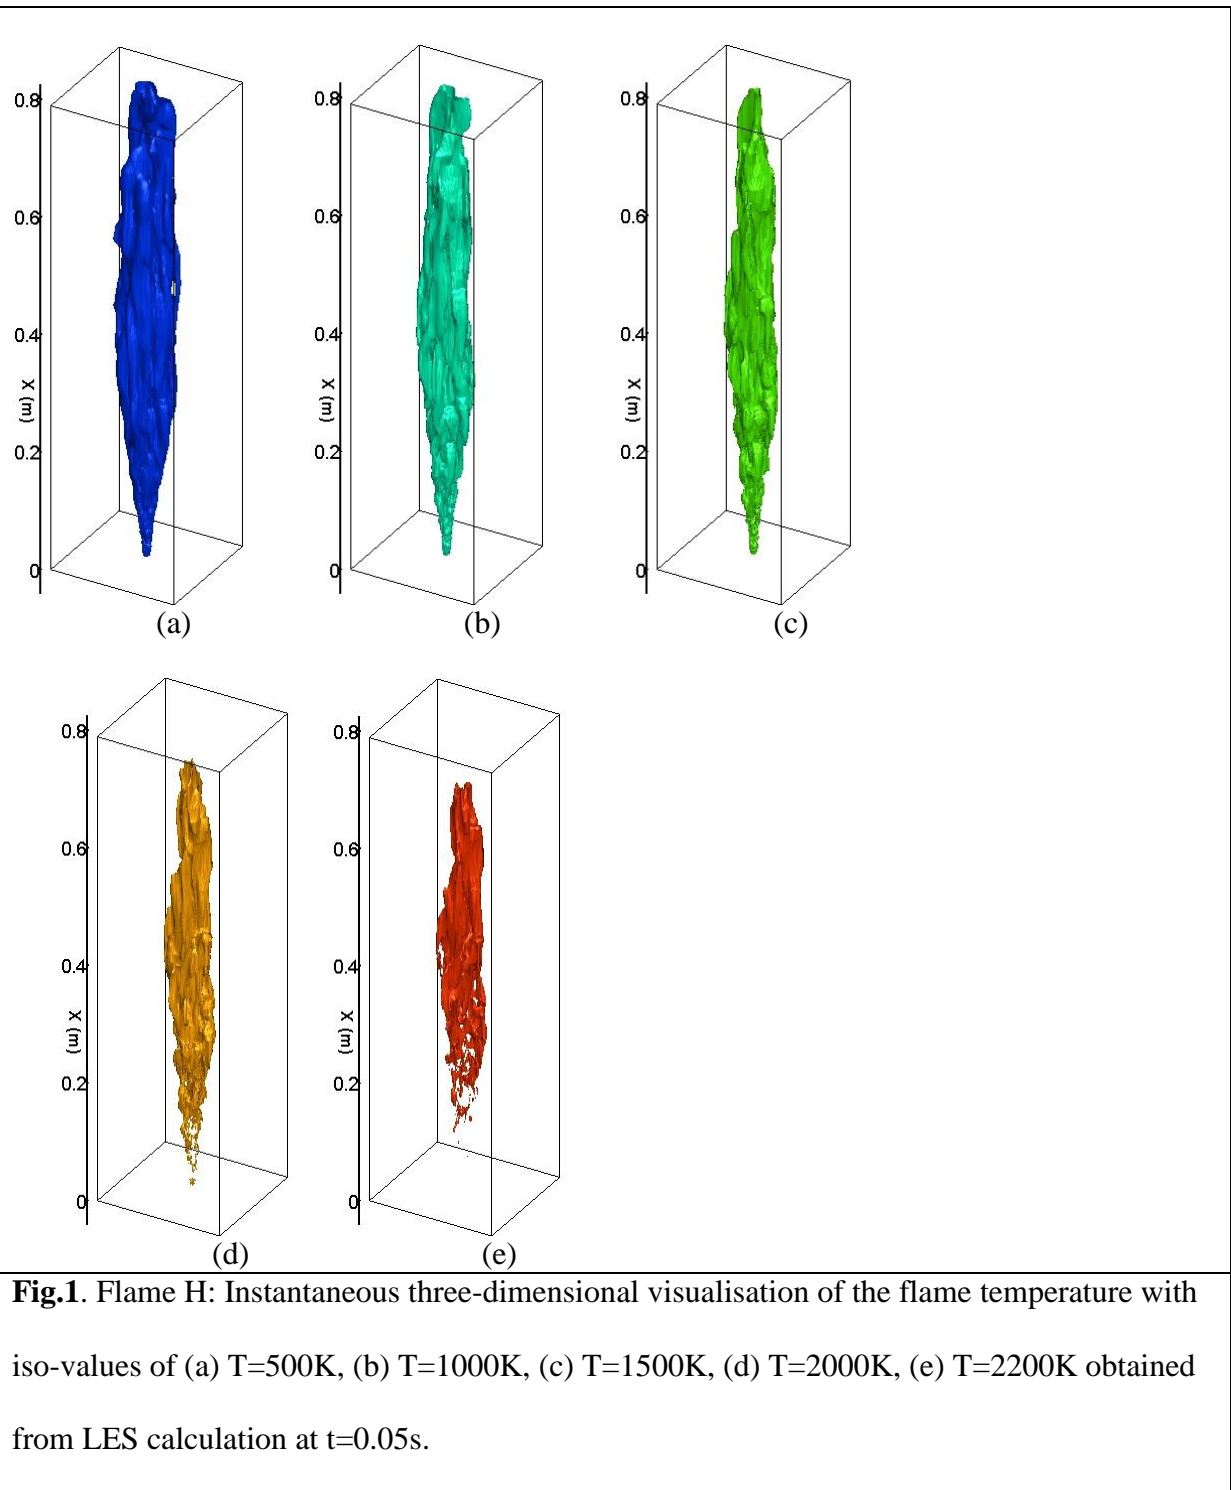 0.8
0.6
0.4
X (m)
0.2
0
(a)
0.8
0.6
0.4
X (m)
0.2
0
(b)
0.8
0.6
0.4
X (m)
0.2
0
(c)
0.8
0.6
0.4
X (m)
0.2
0
(d)
0.8
0.6
0.4
X (m)
0.2
0
(e)
Fig.1. Flame H: Instantaneous three-dimensional visualisation of the flame temperature with
iso-values of (a) T=500K, (b) T=1000K, (c) T=1500K, (d) T=2000K, (e) T=2200K obtained
from LES calculation at t=0.05s.